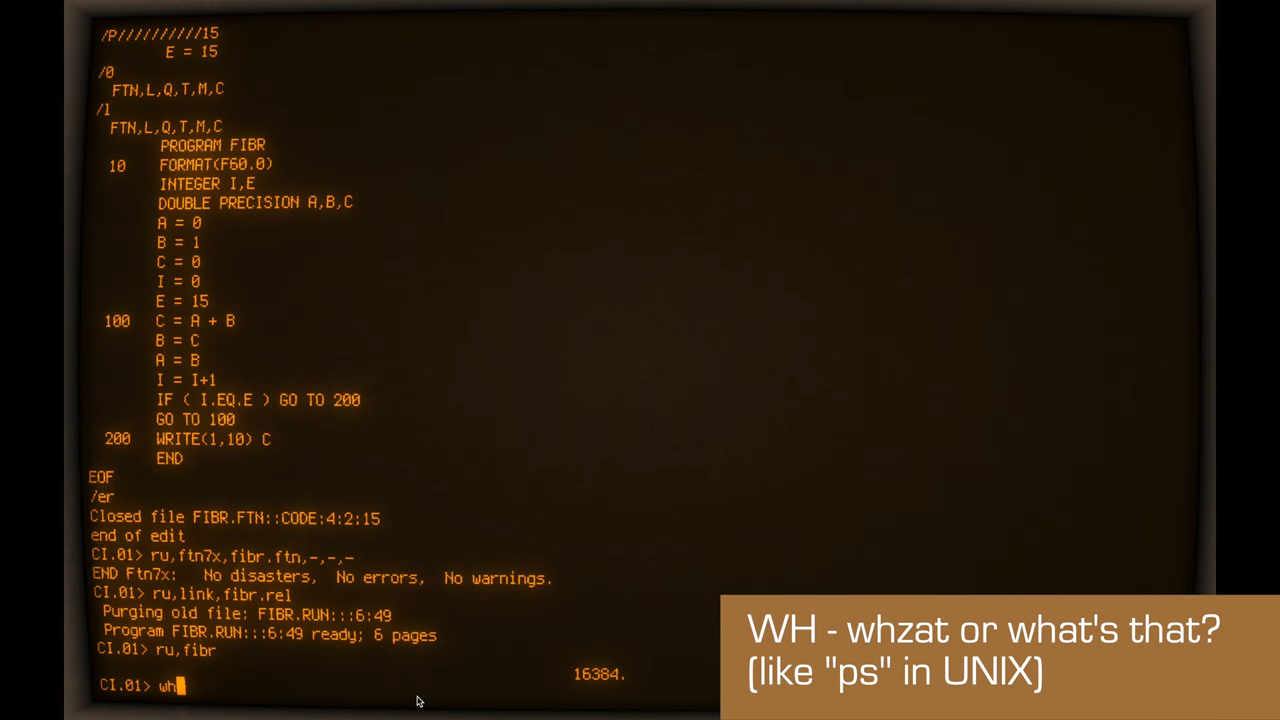 /P//////////15
E = 15
/0
FTN,L,Q,T,M,C
/l
FTN,L,Q,T,M,C
PROGRAM FIBR
10 FORMAT(F60.0)
INTEGER I,E
DOUBLE PRECISION A,B,C
A = 0
B = 1
C = 0
I = 0
E = 15
100 C = A + B
B = C
A = B
I = I+1
IF ( I.EQ.E ) GO TO 200
GO TO 100
200 WRITE(1,10) C
END
EOF
/er
Closed file FIBR.FTN::CODE:4:2:15
end of edit
CI.01> ru,ftn7x,fibr.ftn,-,-,-
END Ftn7x: No disasters, No errors, No warnings.
CI.01> ru,link,fibr.rel
Purging old file: FIBR.RUN:::6:49
Program FIBR.RUN:::6:49 ready; 6 pages
CI.01> ru,fibr
16384.
CI.01> wh
WH - whzat or what's that?
(like "ps" in UNIX)